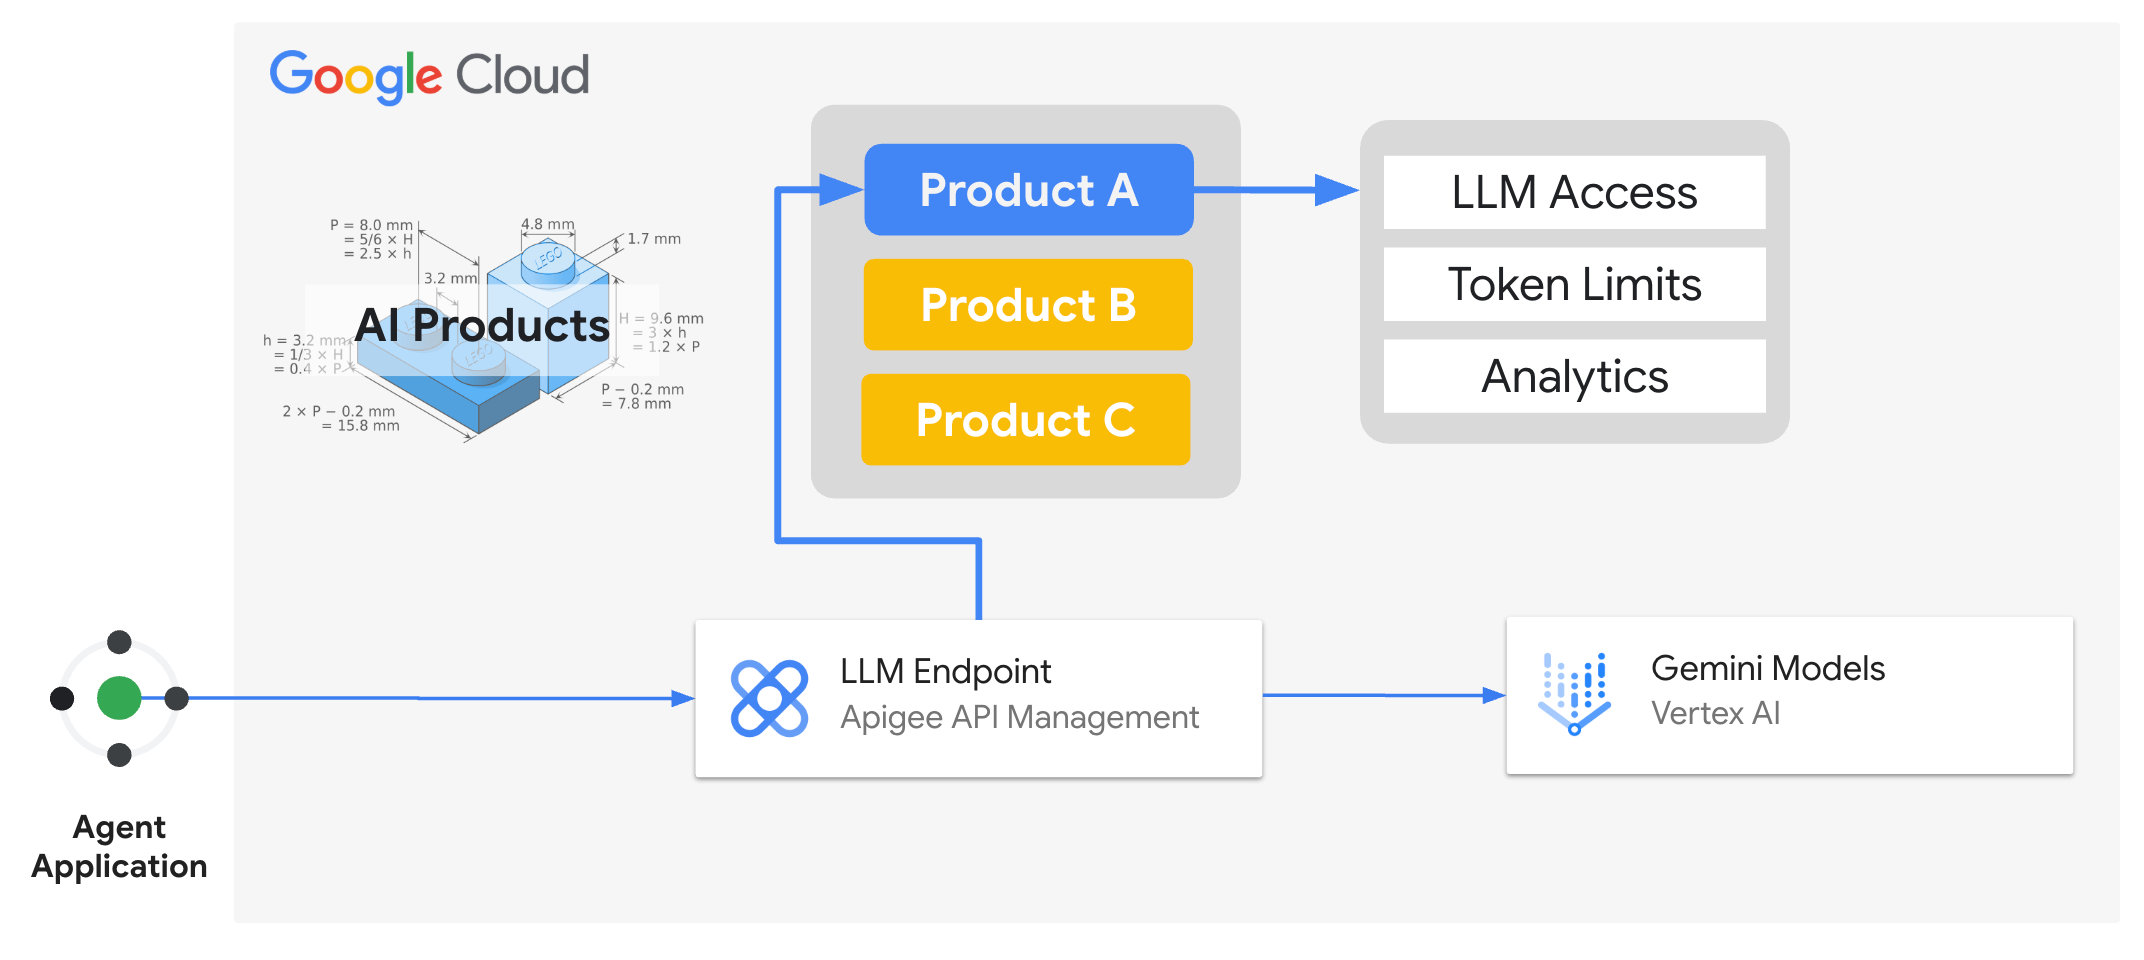 Google Cloud
P = 8.0 mm
= 5/6 × H
= 2.5 × h
4.8 mm
1.7 mm
3.2 mm
LEGO
LEGO
LEGO
AI Products
H = 9.6 mm
= 3 × h
= 1.2 × P
h = 3.2 mm
= 1/3 × H
= 0.4 × P
P − 0.2 mm
= 7.8 mm
2 × P − 0.2 mm
= 15.8 mm
Product A
Product B
Product C
LLM Access
Token Limits
Analytics
LLM Endpoint
Apigee API Management
Gemini Models
Vertex AI
Agent
Application